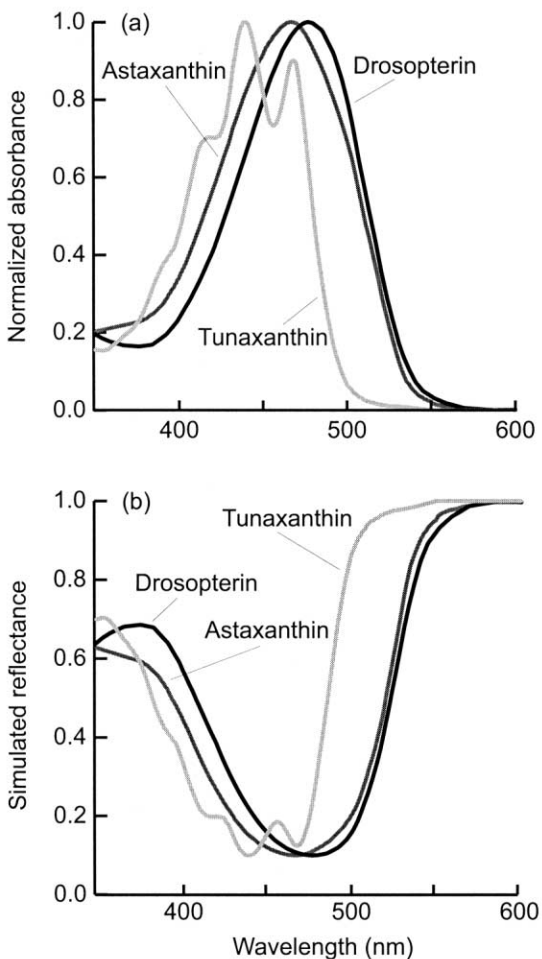 (a)
Astaxanthin
Drosopterin
Tunaxanthin
Normalized absorbance
1.0
0.8
0.6
0.4
0.2
0.0
400
500
600
(b)
Tunaxanthin
Drosopterin
Astaxanthin
Simulated reflectance
1.0
0.8
0.6
0.4
0.2
0.0
400
500
600
Wavelength (nm)